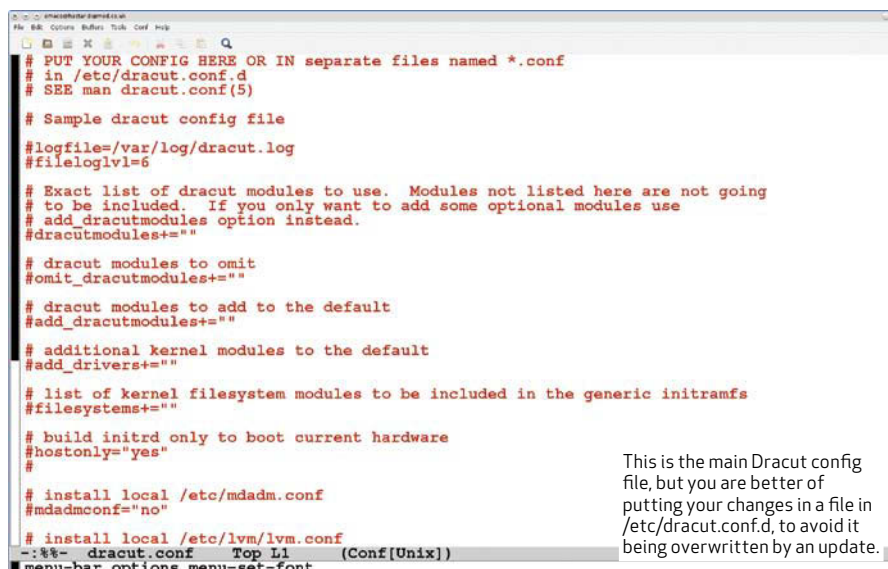 File Edit Options Buffers Tools Conf Help
# PUT YOUR CONFIG HERE OR IN separate files named *.conf
# in /etc/dracut.conf.d
# SEE man dracut.conf(5)
# Sample dracut config file
#logfile=/var/log/dracut.log
#fileloglvl=6
# Exact list of dracut modules to use.  Modules not listed here are not going
# to be included.  If you only want to add some optional modules use
# add_dracutmodules option instead.
#dracutmodules+=""
# dracut modules to omit
#omit_dracutmodules+=""
# dracut modules to add to the default
#add_dracutmodules+=""
# additional kernel modules to the default
#add_drivers+=""
# list of kernel filesystem modules to be included in the generic initramfs
#filesystems+=""
# build initrd only to boot current hardware
#hostonly="yes"
#
# install local /etc/mdadm.conf
#mdadmconf="no"
# install local /etc/lvm/lvm.conf
-:%%-  dracut.conf    Top L1     (Conf[Unix])
menu-bar options menu-set-font
This is the main Dracut config
file, but you are better of
putting your changes in a file in
/etc/dracut.conf.d, to avoid it
being overwritten by an update.